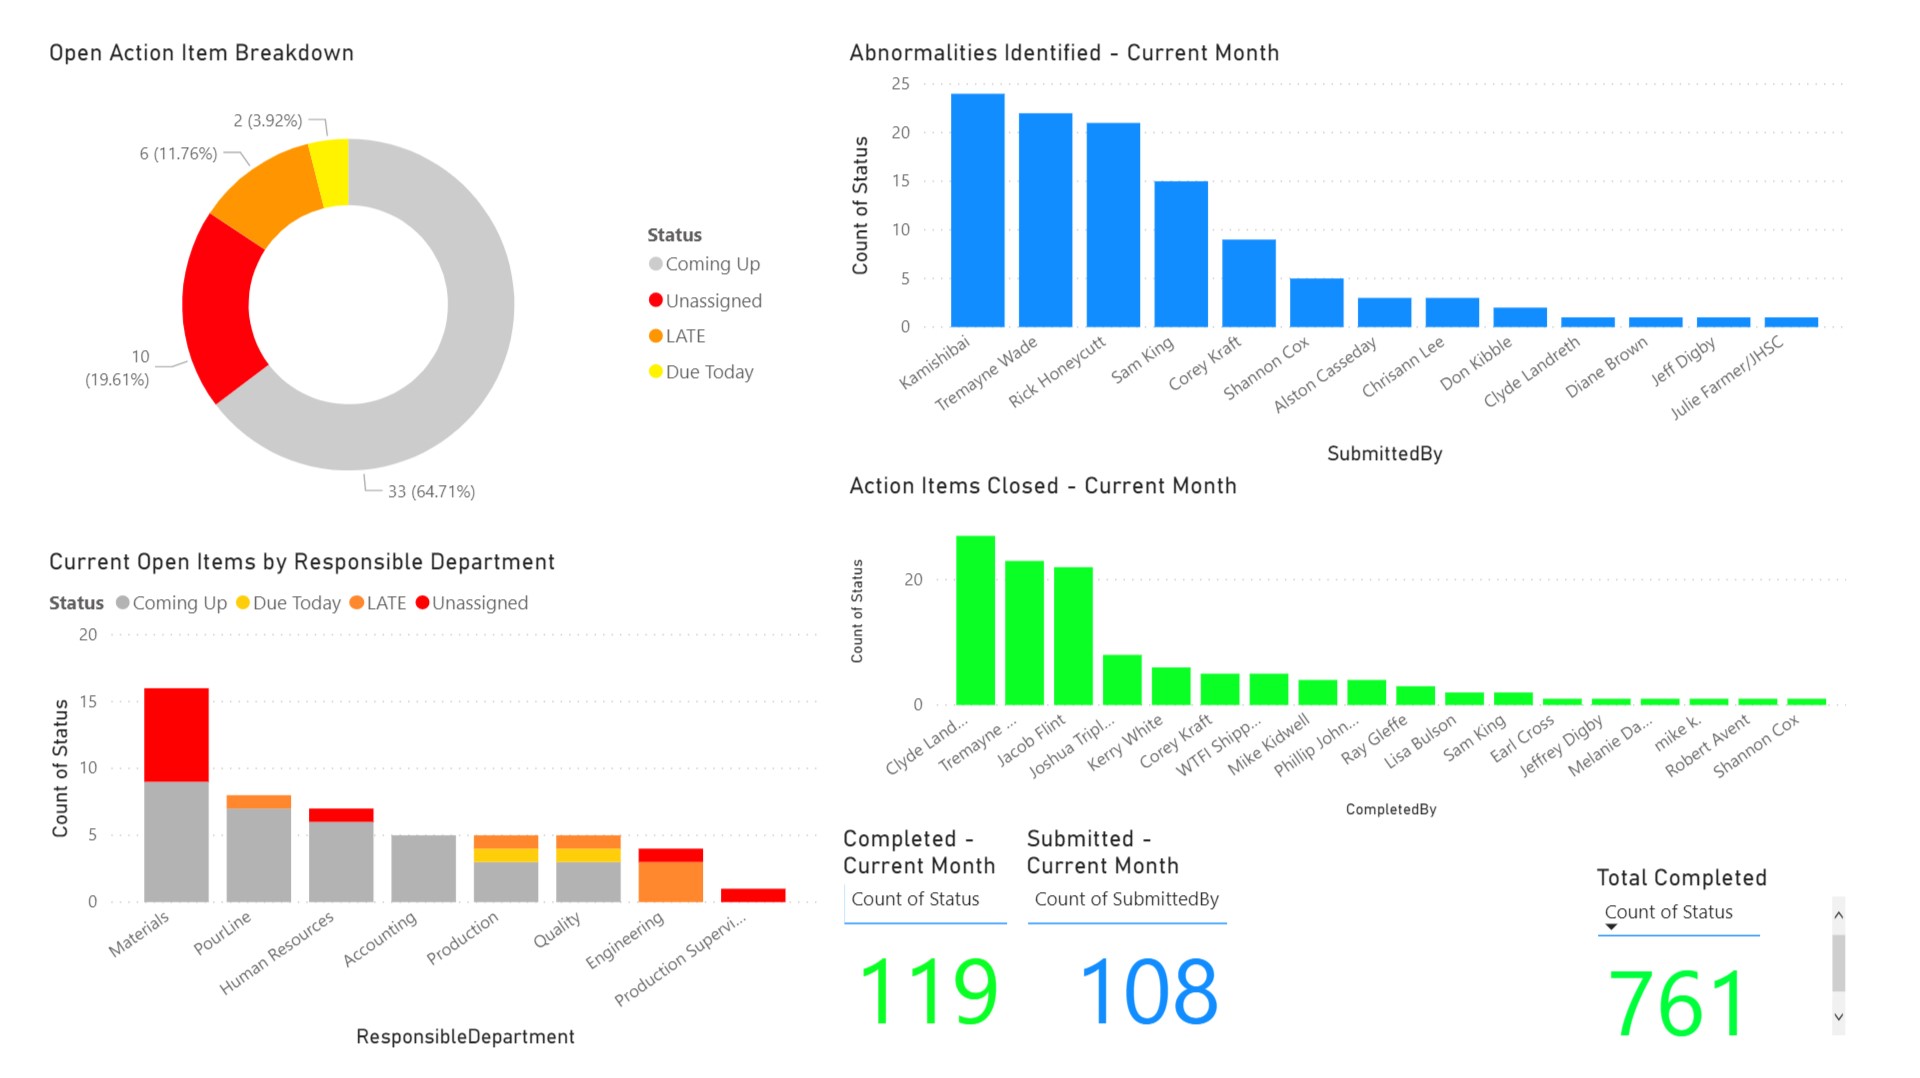 Open Action Item Breakdown
2 (3.92%)
6 (11.76%)
10
(19.61%)
33 (64.71%)
Status
Coming Up
Unassigned
LATE
Due Today
Abnormalities Identified - Current Month
Count of Status
25
20
15
10
5
0
Kamishibai
Tremayne Wade
Rick Honeycutt
Sam King
Corey Kraft
Shannon Cox
Alston Casseday
Chrisann Lee
Don Kibble
Clyde Landreth
Diane Brown
Jeff Digby
Julie Farmer/JHSC
SubmittedBy
Current Open Items by Responsible Department
Status Coming Up Due Today LATE Unassigned
Count of Status
20
15
10
5
0
Materials
PourLine
Human Resources
Accounting
Production
Quality
Engineering
Production Supervi...
ResponsibleDepartment
Action Items Closed - Current Month
Count of Status
20
0
Clyde Land...
Tremayne ...
Jacob Flint
Joshua Tripl...
Kerry White
Corey Kraft
WTFI Shipp...
Mike Kidwell
Phillip John...
Ray Gleffe
Lisa Bulson
Sam King
Earl Cross
Jeffrey Digby
Melanie Da...
mike k.
Robert Avent
Shannon Cox
CompletedBy
Completed -
Current Month
Count of Status
119
Submitted -
Current Month
Count of SubmittedBy
108
Total Completed
Count of Status
761